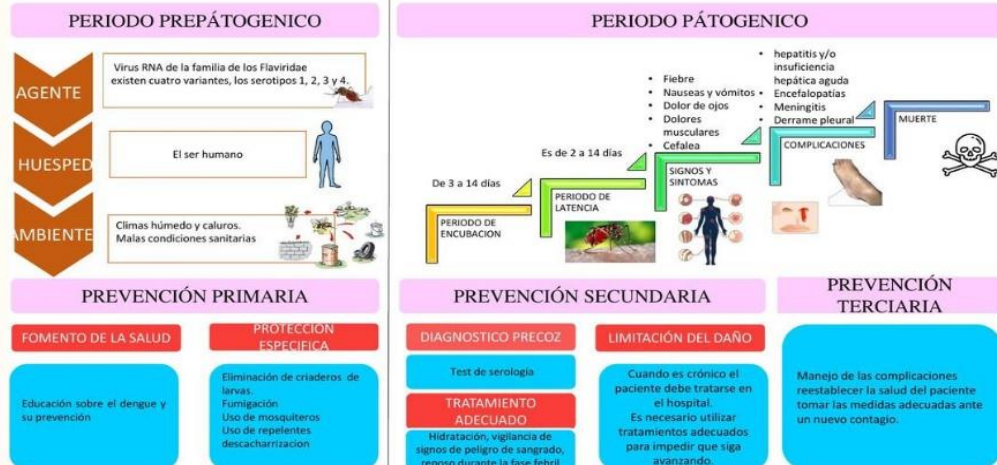 PERIODO PREPÁTOGENICO
AGENTE
Virus RNA de la familia de los Flaviridae
existen cuatro variantes, los serotipos 1, 2, 3 y 4.
HUESPED
El ser humano
AMBIENTE
Climas húmedo y caluros.
Malas condiciones sanitarias
PERIODO PÁTOGENICO
De 3 a 14 días
PERIODO DE
ENCUBACION
Es de 2 a 14 días
PERIODO DE
LATENCIA
• Fiebre
• Nauseas y vómitos
• Dolor de ojos
• Dolores
musculares
• Cefalea
SIGNOS Y
SINTOMAS
• hepatitis y/o
insuficiencia
hepática aguda
• Encefalopatías
• Meningitis
• Derrame pleural
COMPLICACIONES
MUERTE
PREVENCIÓN PRIMARIA
FOMENTO DE LA SALUD
Educación sobre el dengue y
su prevención
PROTECCION
ESPECIFICA
Eliminación de criaderos de
larvas.
Fumigación
Uso de mosquiteros
Uso de repelentes
descacharrizacion
PREVENCIÓN SECUNDARIA
DIAGNOSTICO PRECOZ
Test de serología
TRATAMIENTO
ADECUADO
Hidratación, vigilancia de
signos de peligro de sangrado,
reposo durante la fase febril
LIMITACIÓN DEL DAÑO
Cuando es crónico el
paciente debe tratarse en
el hospital.
Es necesario utilizar
tratamientos adecuados
para impedir que siga
avanzando.
PREVENCIÓN
TERCIARIA
Manejo de las complicaciones
reestablecer la salud del paciente
tomar las medidas adecuadas ante
un nuevo contagio.